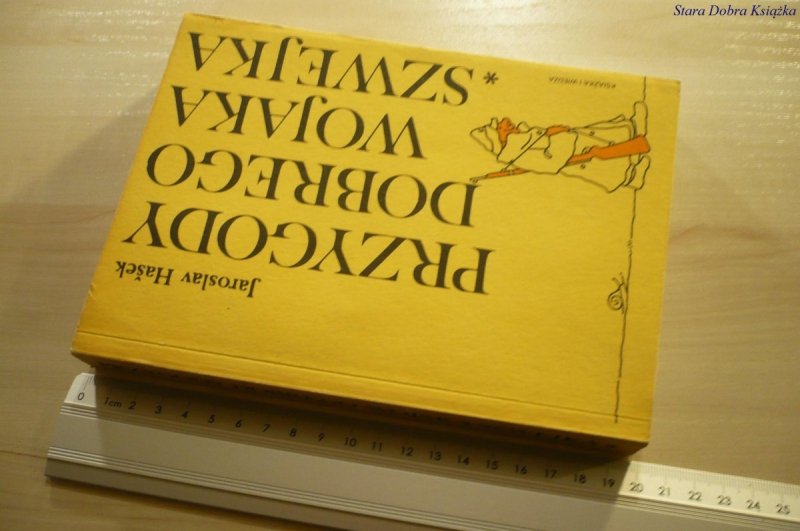 Stara Dobra Książka
Jaroslav Hašek
PRZYGODY
DOBREGO
WOJAKA
* SZWEJKA
KSIĄŻKA I WIEDZA
0 1cm 2 3 4 5 6 7 8 9 10 11 12 13 14 15 16 17 18 19 20 21 22 23 24 25